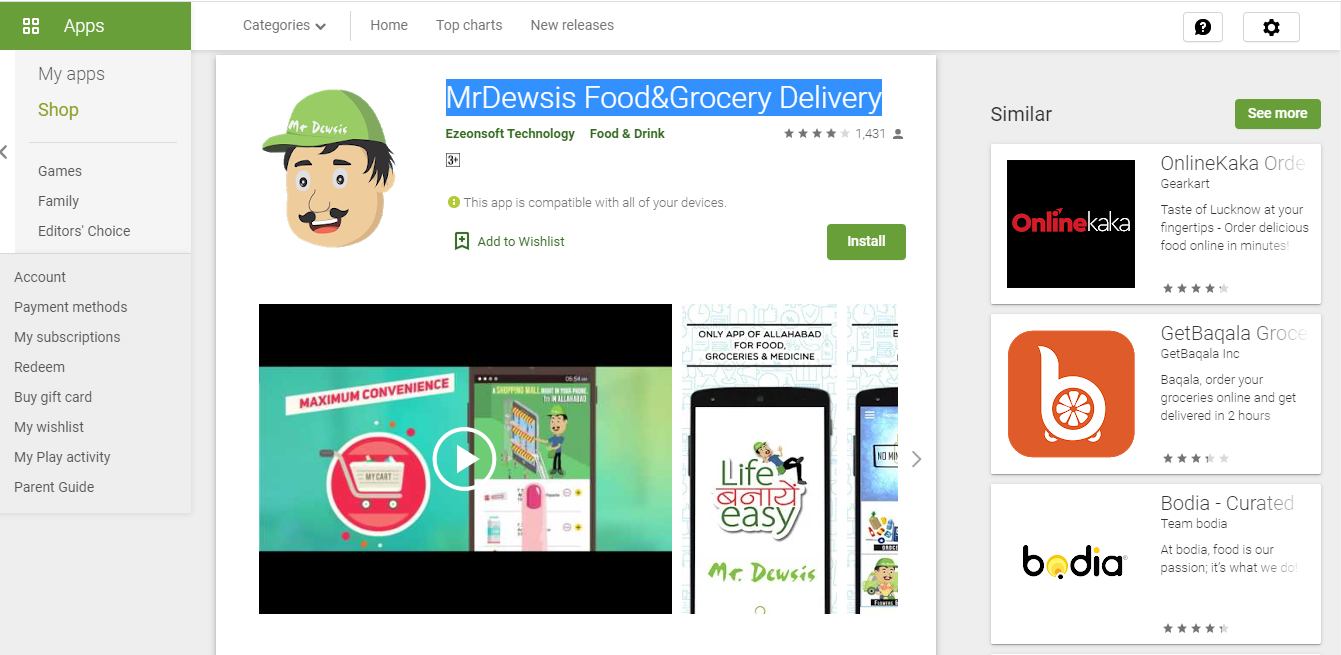 Apps
Categories
Home
Top charts
New releases
My apps
Shop
Games
Family
Editors' Choice
Account
Payment methods
My subscriptions
Redeem
Buy gift card
My wishlist
My Play activity
Parent Guide
Mr Dewsis
MrDewsis Food&Grocery Delivery
Ezeonsoft Technology Food & Drink
1,431
3+
This app is compatible with all of your devices.
Add to Wishlist
Install
MAXIMUM CONVENIENCE
MY CART
A SHOPPING MALL RIGHT IN YOUR PHONE
IN ALLAHABAD
ONLY APP OF ALLAHABAD
FOR FOOD,
GROCERIES & MEDICINE
Life
बनायें
easy
Mr. Dewsis
NO MIN
Similar
See more
Onlinekaka
OnlineKaka Orde
Gearkart
Taste of Lucknow at your
fingertips - Order delicious
food online in minutes!
GetBaqala Groce
GetBaqala Inc
Baqala, order your
groceries online and get
delivered in 2 hours
bodia
Bodia - Curated
Team bodia
At bodia, food is our
passion; it's what we do!